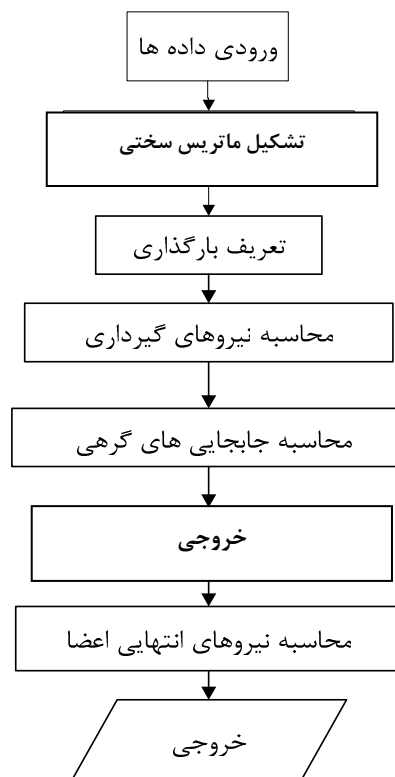 ورودی داده ها
تشکیل ماتریس سختی
تعریف بارگذاری
محاسبه نیروهای گیرداری
محاسبه جابجایی های گرهی
خروجی
محاسبه نیروهای انتهایی اعضا
خروجی